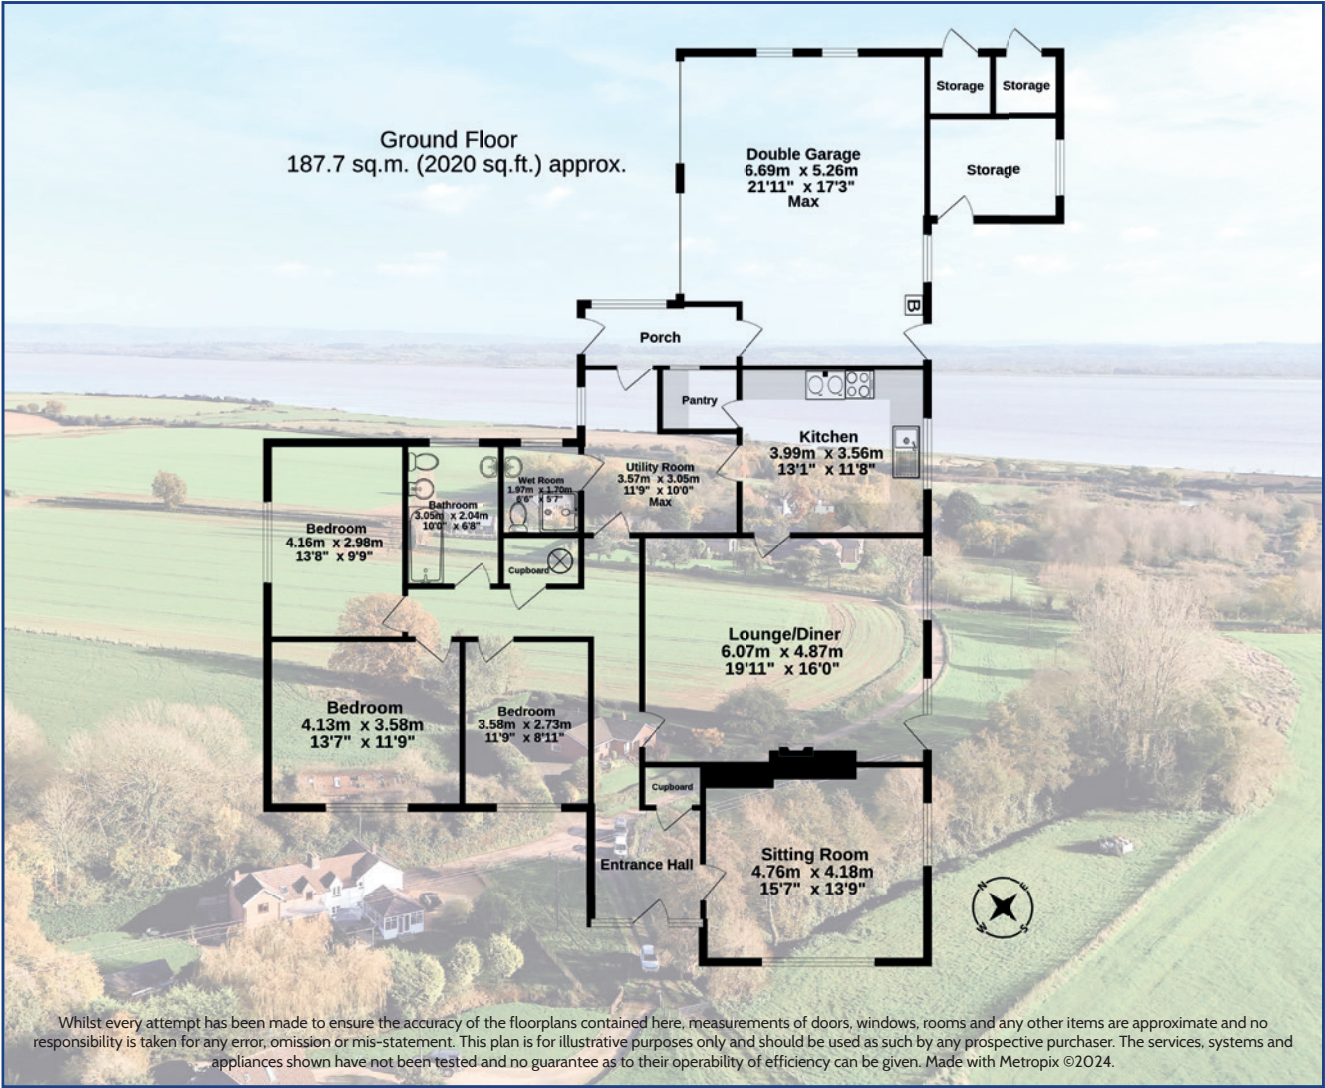 Ground Floor
187.7 sq.m. (2020 sq.ft.) approx.
Storage
Storage
Double Garage
6.69m x 5.26m
21'11" x 17'3"
Max
Storage
B
Porch
Pantry
Kitchen
3.99m x 3.56m
13'1" x 11'8"
Utility Room
3.57m x 3.05m
11'9" x 10'0"
Max
Wet Room
1.97m x 1.70m
6'6" x 5'7"
Bathroom
3.05m x 2.04m
10'0" x 6'8"
Bedroom
4.16m x 2.98m
13'8" x 9'9"
Cupboard
Lounge/Diner
6.07m x 4.87m
19'11" x 16'0"
Bedroom
4.13m x 3.58m
13'7" x 11'9"
Bedroom
3.58m x 2.73m
11'9" x 8'11"
Cupboard
Entrance Hall
Sitting Room
4.76m x 4.18m
15'7" x 13'9"
N
E
W
S
Whilst every attempt has been made to ensure the accuracy of the floorplans contained here, measurements of doors, windows, rooms and any other items are approximate and no
responsibility is taken for any error, omission or mis-statement. This plan is for illustrative purposes only and should be used as such by any prospective purchaser. The services, systems and
appliances shown have not been tested and no guarantee as to their operability of efficiency can be given. Made with Metropix ©2024.